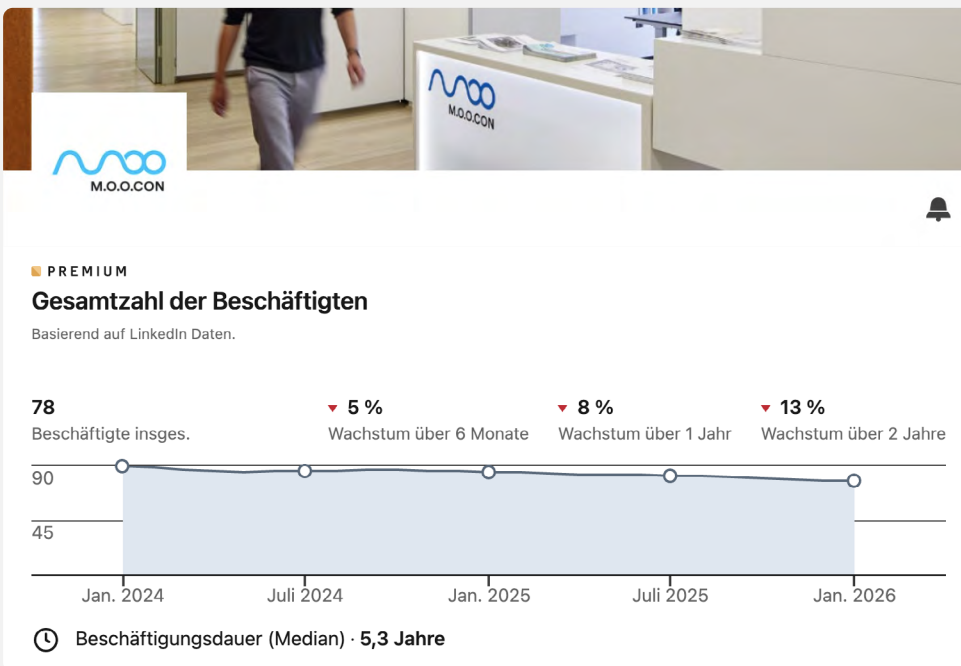 M.O.O.CON
M.O.O.CON
PREMIUM
Gesamtzahl der Beschäftigten
Basierend auf LinkedIn Daten.
78
Beschäftigte insges.
5 %
Wachstum über 6 Monate
8 %
Wachstum über 1 Jahr
13 %
Wachstum über 2 Jahre
90
45
Jan. 2024
Juli 2024
Jan. 2025
Juli 2025
Jan. 2026
Beschäftigungsdauer (Median) · 5,3 Jahre